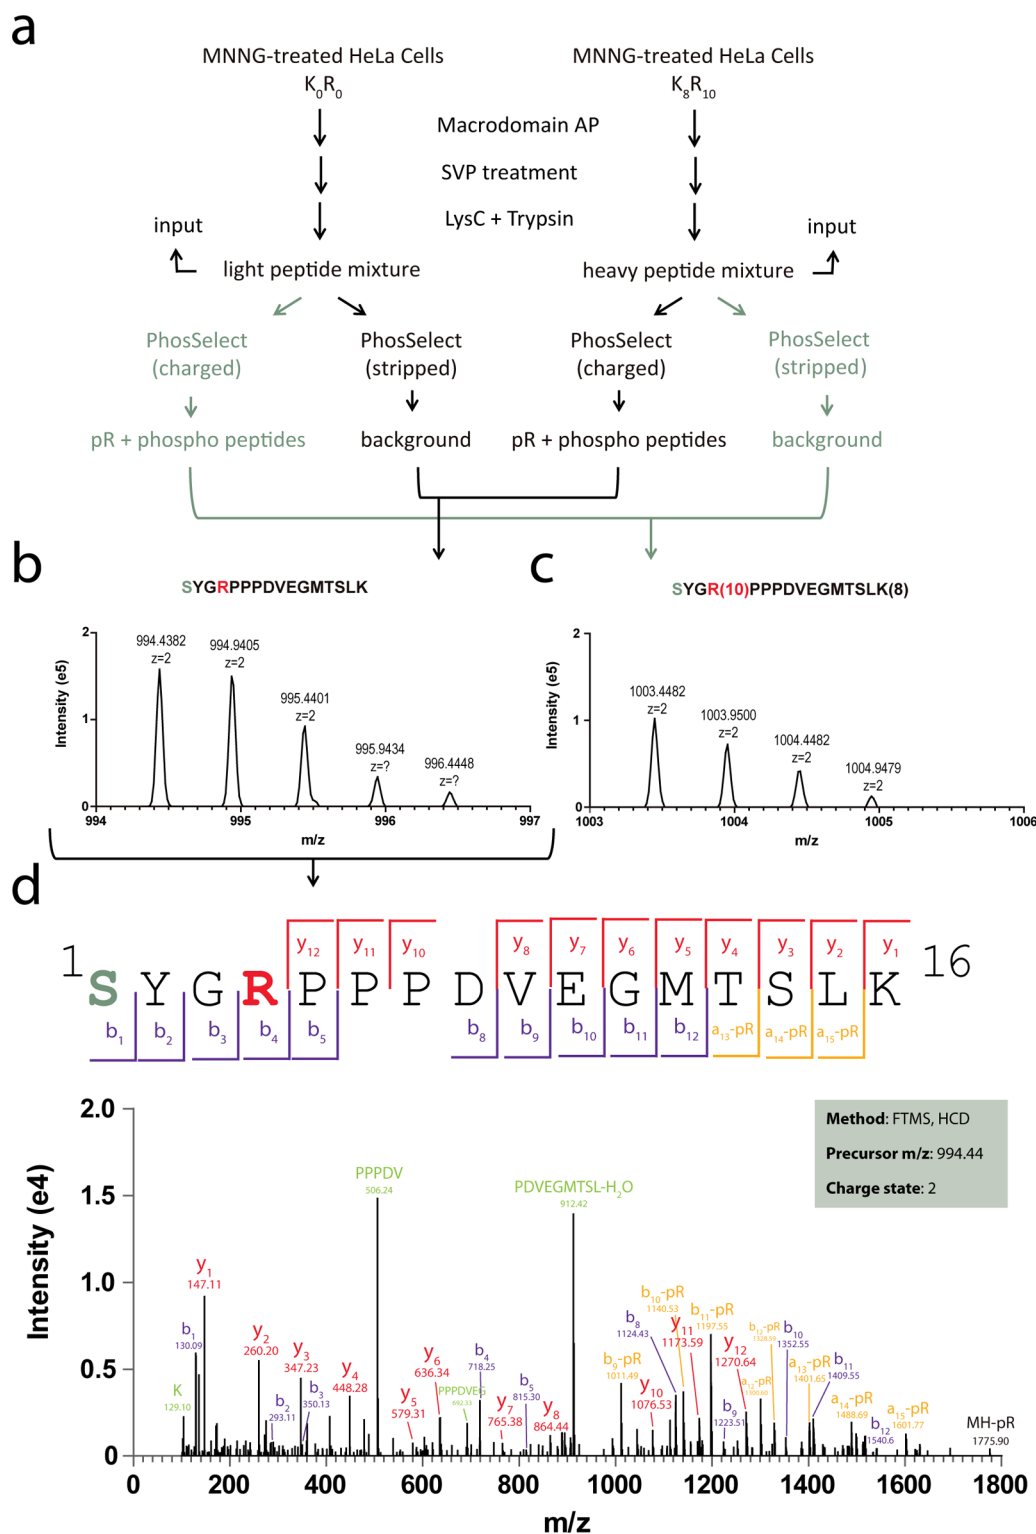 a
MNNG-treated HeLa Cells
K0R0
MNNG-treated HeLa Cells
K8R10
Macrodomain AP
SVP treatment
LysC + Trypsin
input
input
light peptide mixture
heavy peptide mixture
PhosSelect
(charged)
PhosSelect
(stripped)
PhosSelect
(charged)
PhosSelect
(stripped)
pR + phospho peptides
background
pR + phospho peptides
background
b
SYGRPPPDVEGMTSLK
Intensity (e5)
2
1
0
994.4382
z=2
994.9405
z=2
995.4401
z=2
995.9434
z=?
996.4448
z=?
994 995 996 997
m/z
c
SYGR(10)PPPDVEGMTSLK(8)
Intensity (e5)
2
1
0
1003.4482
z=2
1003.9500
z=2
1004.4482
z=2
1004.9479
z=2
1003 1004 1005 1006
m/z
d
y12 y11 y10 y8 y7 y6 y5 y4 y3 y2 y1
1 S Y G R P P P D V E G M T S L K 16
b1 b2 b3 b4 b5 b8 b9 b10 b11 b12 a13-pR a14-pR a15-pR
Method: FTMS, HCD
Precursor m/z: 994.44
Charge state: 2
Intensity (e4)
2.0
1.5
1.0
0.5
0
K
129.10
b1
130.09
y1
147.11
y2
260.20
b2
293.11
y3
347.23
b3
350.13
y4
448.28
PPPDV
506.24
y5
579.31
y6
636.34
PPPDVEG
692.33
b4
718.25
y7
765.38
b5
815.30
y8
864.44
PDVEGMTSL-H2O
912.42
b9-pR
1011.49
y10
1076.53
b8
1124.43
b10-pR
1140.53
y11
1173.59
b11-pR
1197.55
b9
1223.51
y12
1270.64
a12-pR
1300.60
b12-pR
1328.59
b10
1352.55
a13-pR
1401.65
b11
1409.55
a14-pR
1488.69
b12
1540.6
a15-pR
1601.77
MH-pR
1775.90
0 200 400 600 800 1000 1200 1400 1600 1800
m/z